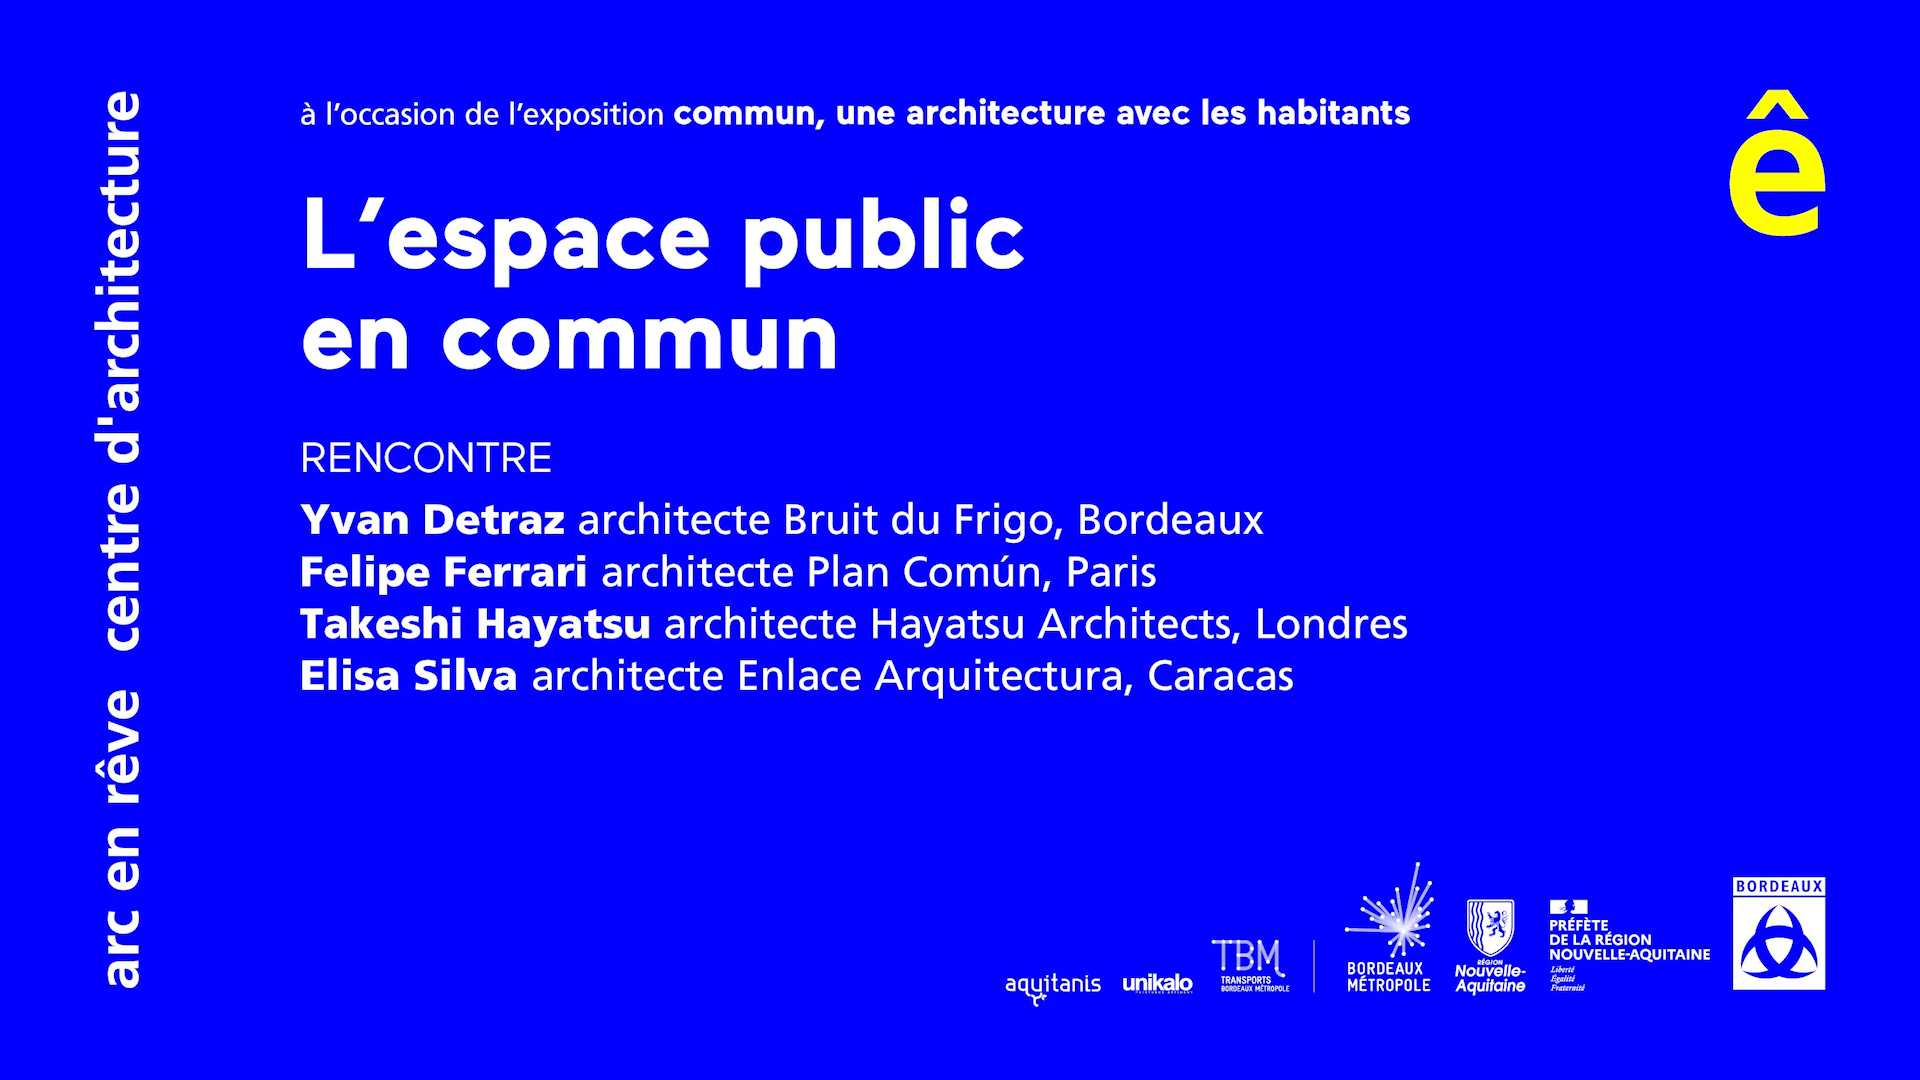 arc en rêve centre d'architecture
à l'occasion de l'exposition commun, une architecture avec les habitants
ê
L'espace public
en commun
RENCONTRE
Yvan Detraz architecte Bruit du Frigo, Bordeaux
Felipe Ferrari architecte Plan Común, Paris
Takeshi Hayatsu architecte Hayatsu Architects, Londres
Elisa Silva architecte Enlace Arquitectura, Caracas
aquitanis
unikalo
TBM
TRANSPORTS
BORDEAUX MÉTROPOLE
BORDEAUX
MÉTROPOLE
RÉGION
Nouvelle-
Aquitaine
PRÉFÈTE
DE LA RÉGION
NOUVELLE-AQUITAINE
Liberté
Égalité
Fraternité
BORDEAUX